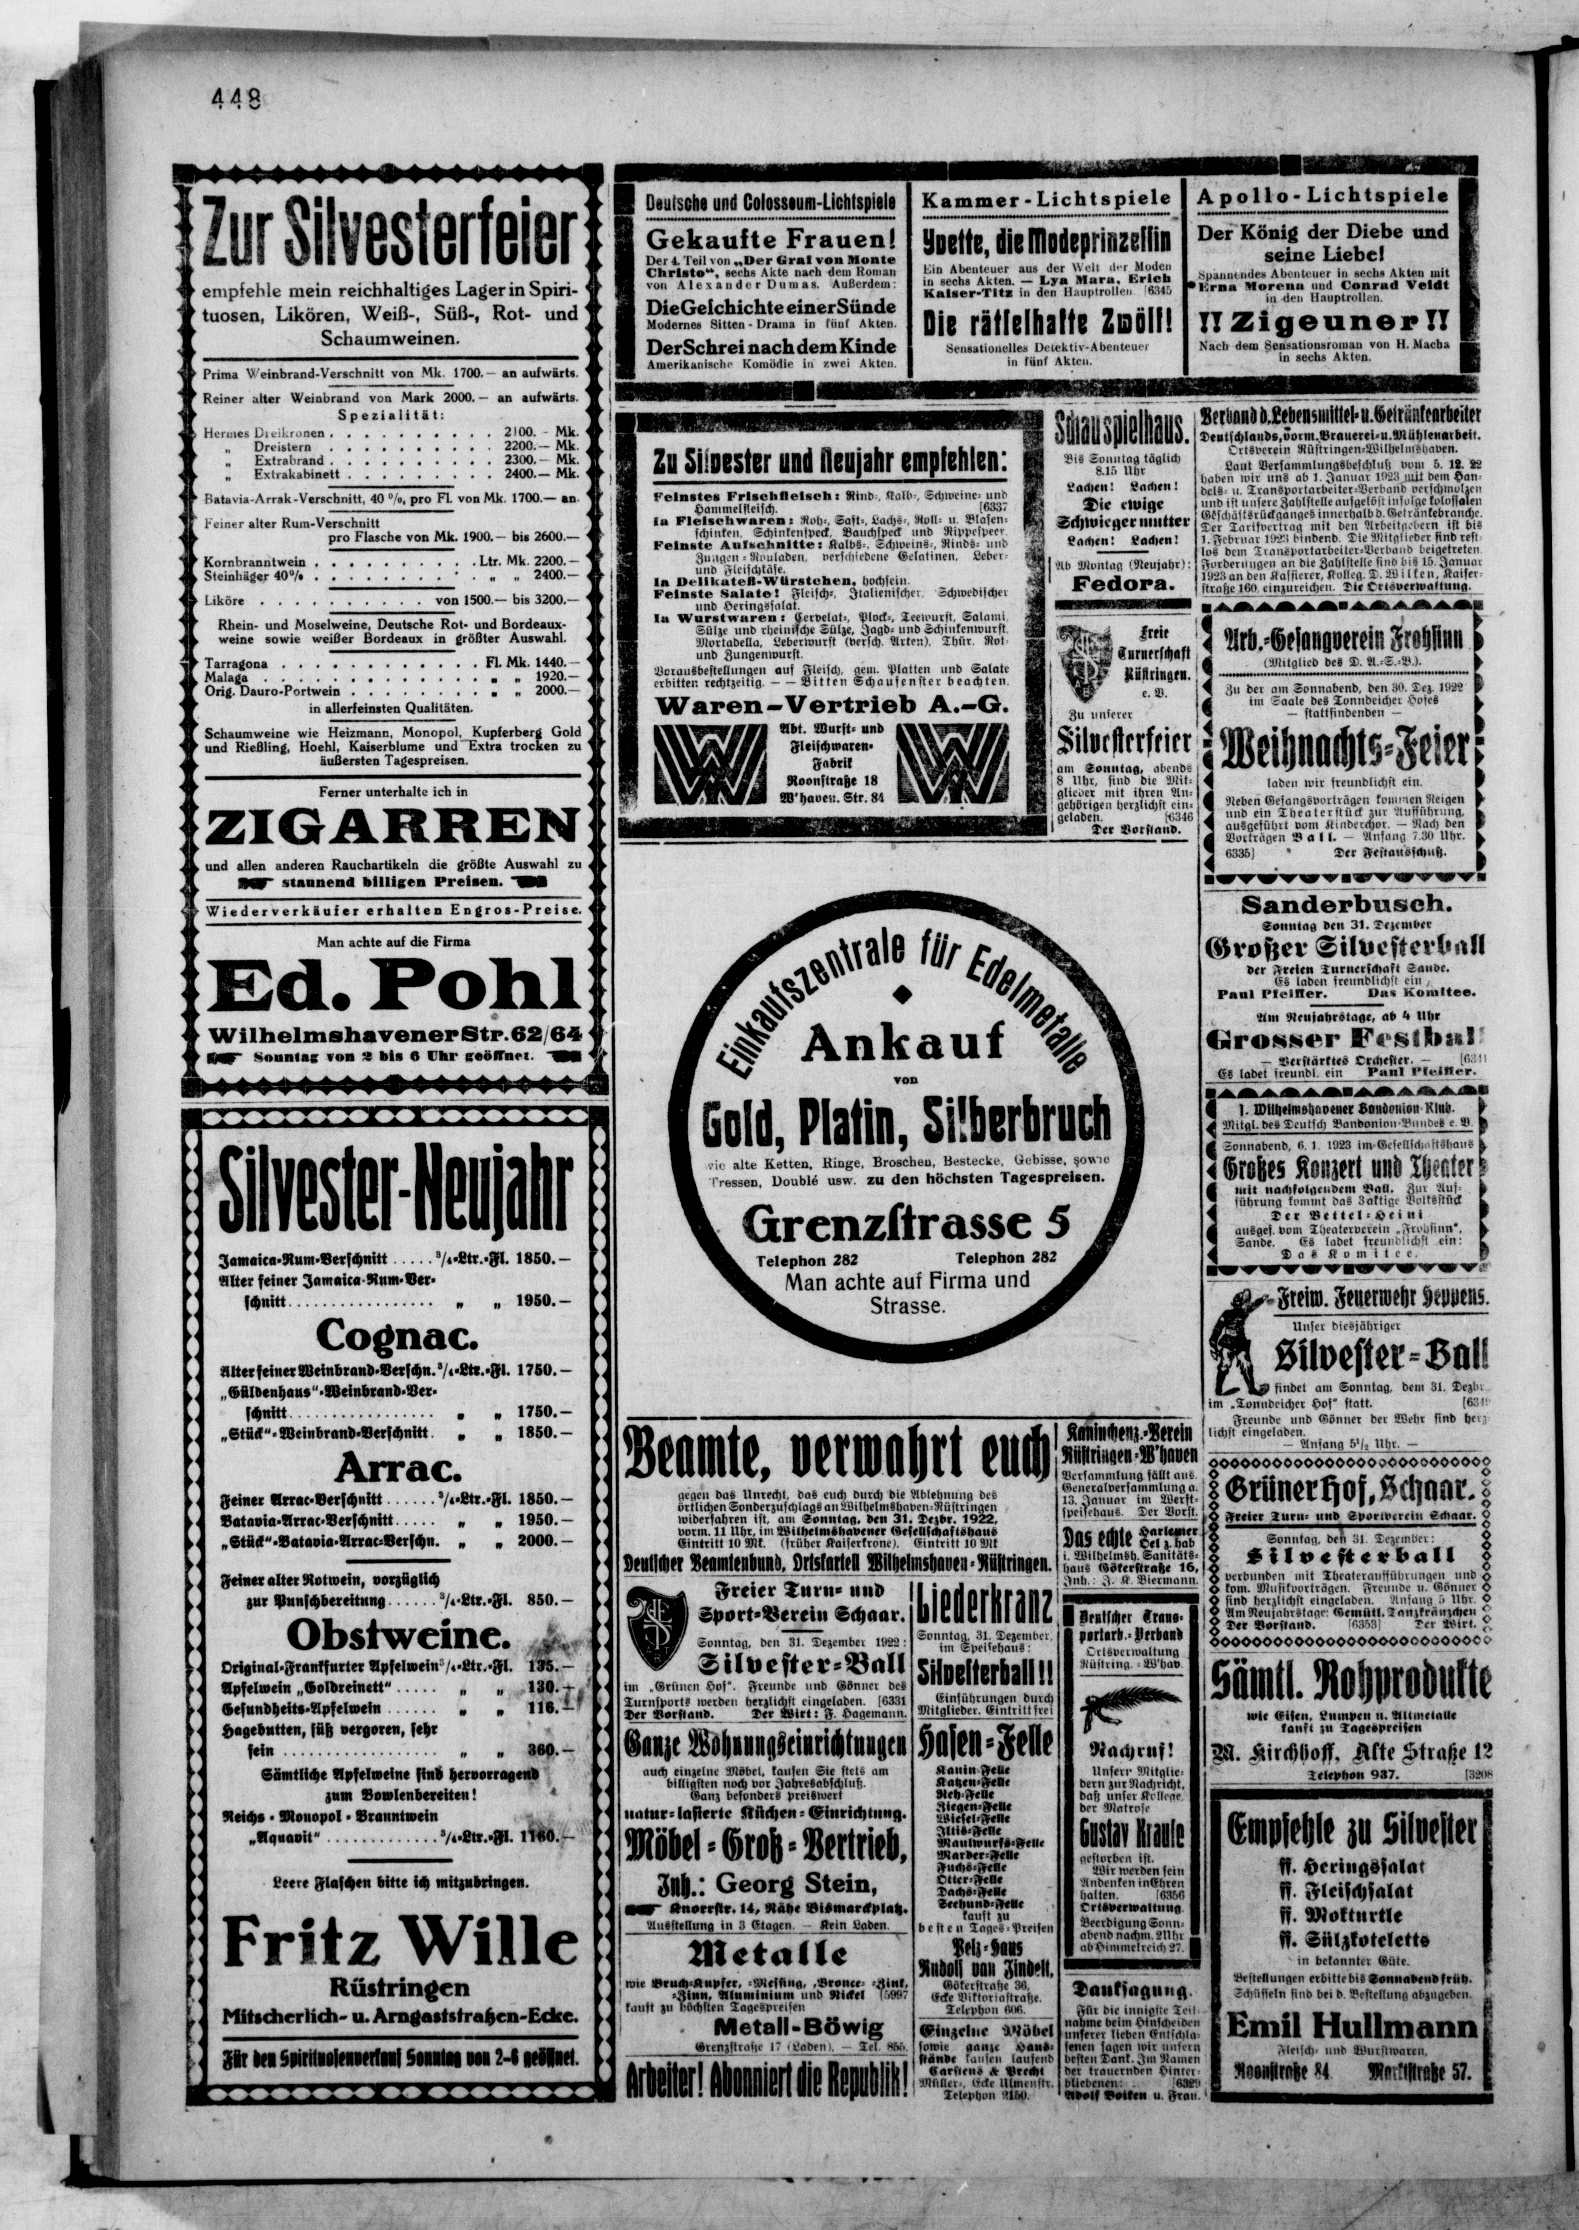 448
Zur Silvesterfeier
empfehle mein reichhaltiges Lager in Spiri-
tuosen, Likören, Weiß-, Süß-, Rot- und
Schaumweinen.
Prima Weinbrand-Verschnitt von Mk. 1700.— an aufwärts.
Reiner alter Weinbrand von Mark 2000.— an aufwärts.
Spezialität:
Hermes Dreikronen . . . . . . . . . . 2100.— Mk.
„ Dreistern . . . . . . . . . . 2200.— Mk.
„ Extrabrand . . . . . . . . . . 2300.— Mk.
„ Extrakabinett . . . . . . . . . 2400.— Mk.
Batavia-Arrak-Verschnitt, 40 %, pro Fl. von Mk. 1700.— an.
Feiner alter Rum-Verschnitt
pro Flasche von Mk. 1900.— bis 2600.—
Kornbranntwein . . . . . . . . . . Ltr. Mk. 2200.—
Steinhäger 40% . . . . . . . . . . „ „ 2400.—
Liköre . . . . . . . . . . von 1500.— bis 3200.—
Rhein- und Moselweine, Deutsche Rot- und Bordeaux-
weine sowie weißer Bordeaux in größter Auswahl.
Tarragona . . . . . . . . . . . . Fl. Mk. 1440.—
Malaga . . . . . . . . . . . . . „ „ 1920.—
Orig. Dauro-Portwein . . . . . . . . „ „ 2000.—
in allerfeinsten Qualitäten.
Schaumweine wie Heizmann, Monopol, Kupferberg Gold
und Rießling, Hoehl, Kaiserblume und Extra trocken zu
äußersten Tagespreisen.
Ferner unterhalte ich in
ZIGARREN
und allen anderen Rauchartikeln die größte Auswahl zu
staunend billigen Preisen.
Wiederverkäufer erhalten Engros-Preise.
Man achte auf die Firma
Ed. Pohl
Wilhelmshavener Str. 62/64
Sonntag von 2 bis 6 Uhr geöffnet.
Silvester-Neujahr
Jamaica-Rum-Verschnitt ..... ³/₄-Ltr.-Fl. 1850.—
Alter feiner Jamaica-Rum-Ver-
schnitt................. „ „ 1950.—
Cognac.
Alter feiner Weinbrand-Verschn. ³/₄-Ltr.-Fl. 1750.—
„Güldenhaus“-Weinbrand-Ver-
schnitt................. „ „ 1750.—
„Stück“-Weinbrand-Verschnitt. „ „ 1850.—
Arrac.
Feiner Arrac-Verschnitt ...... ³/₄-Ltr.-Fl. 1850.—
Batavia-Arrac-Verschnitt..... „ „ 1950.—
„Stück“-Batavia-Arrac-Verschn. „ „ 2000.—
Feiner alter Rotwein, vorzüglich
zur Punschbereitung...... ³/₄-Ltr.-Fl. 850.—
Obstweine.
Original-Frankfurter Apfelwein ³/₄-Ltr.-Fl. 135.—
Apfelwein „Goldreinett“ ..... „ „ 130.—
Gesundheits-Apfelwein ...... „ „ 116.—
Hagebutten, süß vergoren, sehr
fein .................. „ „ 360.—
Sämtliche Apfelweine sind hervorragend
zum Bowlenbereiten!
Reichs-Monopol-Branntwein
„Aquavit“ ............. ³/₄-Ltr.-Fl. 1160.—
Leere Flaschen bitte ich mitzubringen.
Fritz Wille
Rüstringen
Mitscherlich- u. Arngaststraßen-Ecke.
Für den Spirituosenverkauf Sonntag von 2-6 geöffnet.
Deutsche und Colosseum-Lichtspiele
Gekaufte Frauen!
Der 4. Teil von „Der Graf von Monte
Christo“, sechs Akte nach dem Roman
von Alexander Dumas. Außerdem:
Die Geschichte einer Sünde
Modernes Sitten-Drama in fünf Akten.
Der Schrei nach dem Kinde
Amerikanische Komödie in zwei Akten.
Kammer-Lichtspiele
Yvette, die Modeprinzessin
Ein Abenteuer aus der Welt der Moden
in sechs Akten. — Lya Mara, Erich
Kaiser-Titz in den Hauptrollen. [6345
Die rätselhafte Zwölf!
Sensationelles Detektiv-Abenteuer
in fünf Akten.
Apollo-Lichtspiele
Der König der Diebe und
seine Liebe!
Spannendes Abenteuer in sechs Akten mit
Erna Morena und Conrad Veidt
in den Hauptrollen.
!! Zigeuner !!
Nach dem Sensationsroman von H. Macha
in sechs Akten.
Zu Silvester und Neujahr empfehlen:
Feinstes Frischfleisch: Rind-, Kalb-, Schweine- und
Hammelfleisch. [6337
Ia Fleischwaren: Roh-, Saft-, Lachs-, Roll- u. Blasen-
schinken, Schinkenspeck, Bauchspeck und Rippespeer.
Feinste Aufschnitte: Kalbs-, Schweins-, Rinds- und
Zungen-Rouladen, verschiedene Gelatinen, Leber-
und Fleischkäse.
Ia Delikateß-Würstchen, hochfein.
Feinste Salate! Fleisch-, Italienischer, Schwedischer
und Heringssalat.
Ia Wurstwaren: Cervelat-, Plock-, Teewurst, Salami,
Sülze und rheinische Sülze, Jagd- und Schinkenwurst,
Mortadella, Leberwurst (versch. Arten), Thür. Rot-
und Zungenwurst.
Vorausbestellungen auf Fleisch, gem. Platten und Salate
erbitten rechtzeitig. — — Bitten Schaufenster beachten.
Waren-Vertrieb A.-G.
Abt. Wurst- und
Fleischwaren-
Fabrik
Roonstraße 18
W'haven. Str. 84
Schauspielhaus.
Bis Sonntag täglich
8.15 Uhr
Lachen! Lachen!
Die ewige
Schwiegermutter
Lachen! Lachen!
Ab Montag (Neujahr):
Fedora.
Freie
Turnerschaft
Rüstringen.
e. V.
Zu unserer
Silvesterfeier
am Sonntag, abends
8 Uhr, sind die Mit-
glieder mit ihren An-
gehörigen herzlichst ein-
geladen. [6346
Der Vorstand.
Verband d. Lebensmittel- u. Getränkearbeiter
Deutschlands, vorm. Brauerei- u. Mühlenarbeit.
Ortsverein Rüstringen-Wilhelmshaven.
Laut Versammlungsbeschluß vom 5. 12. 22
haben wir uns ab 1. Januar 1923 mit dem Han-
dels- u. Transportarbeiter-Verband verschmolzen
und ist unsere Zahlstelle aufgelöst infolge kolossalen
Geschäftsrückganges innerhalb d. Getränkebranche.
Der Tarifvertrag mit den Arbeitgebern ist bis
1. Februar 1923 bindend. Die Mitglieder sind rest-
los dem Transportarbeiter-Verband beigetreten.
Forderungen an die Zahlstelle sind bis 15. Januar
1923 an den Kassierer, Kolleg. D. Wilken, Kaiser-
straße 160, einzureichen. Die Ortsverwaltung.
Arb.-Gesangverein Frohsinn
(Mitglied des D. A.-S.-B.).
Zu der am Sonnabend, den 30. Dez. 1922
im Saale des Tonndeicher Hofes
— stattfindenden —
Weihnachts-Feier
laden wir freundlichst ein.
Neben Gesangsvorträgen kommen Reigen
und ein Theaterstück zur Aufführung,
ausgeführt vom Kinderchor. — Nach den
Vorträgen Ball. — Anfang 7.30 Uhr.
6335] Der Festausschuß.
Sanderbusch.
Sonntag den 31. Dezember
Großer Silvesterball
der Freien Turnerschaft Sande.
Es laden freundlichst ein
Paul Pfeiffer. Das Komitee.
Am Neujahrstage, ab 4 Uhr
Grosser Festball
— Verstärktes Orchester. — [6341
Es ladet freundl. ein Paul Pfeiffer.
1. Wilhelmshavener Bandonion-Klub.
Mitgl. des Deutsch. Bandonion-Bundes e. V.
Sonnabend, 6. 1. 1923 im Gesellschaftshaus
Großes Konzert und Theater
mit nachfolgendem Ball. Zur Auf-
führung kommt das 3aktige Volksstück
Der Bettel-Heini
ausgef. vom Theaterverein „Frohsinn“,
Sande. Es ladet freundlichst ein:
Das Komitee.
Freiw. Feuerwehr Heppens.
Unser diesjähriger
Silvester-Ball
findet am Sonntag, dem 31. Dezbr.
im „Tonndeicher Hof“ statt.
Freunde und Gönner der Wehr sind herz-
lichst eingeladen.
— Anfang 5½ Uhr. —
Grüner Hof, Schaar.
Freier Turn- und Sportverein Schaar.
Sonntag, den 31. Dezember:
Silvesterball
verbunden mit Theateraufführungen und
kom. Musikvorträgen. Freunde u. Gönner
sind herzlichst eingeladen. Anfang 5 Uhr.
Am Neujahrstage: Gemütl. Tanzkränzchen
Der Vorstand. [6353] Der Wirt.
Sämtl. Rohprodukte
wie Eisen, Lumpen u. Altmetalle
kauft zu Tagespreisen
M. Kirchhoff, Alte Straße 12
Telephon 937. [3208
Empfehle zu Silvester
ff. Heringssalat
ff. Fleischsalat
ff. Mokturtle
ff. Sülzkoteletts
in bekannter Güte.
Bestellungen erbitte bis Sonnabend früh.
Schüsseln sind bei d. Bestellung abzugeben.
Emil Hullmann
Fleisch- und Wurstwaren,
Roonstraße 84. Marktstraße 57.
Einkaufszentrale für Edelmetalle
Ankauf
von
Gold, Platin, Silberbruch
wie alte Ketten, Ringe, Broschen, Bestecke, Gebisse, sowie
Tressen, Doublé usw. zu den höchsten Tagespreisen.
Grenzstrasse 5
Telephon 282 Telephon 282
Man achte auf Firma und
Strasse.
Beamte, verwahrt euch
gegen das Unrecht, das euch durch die Ablehnung des
örtlichen Sonderzuschlags an Wilhelmshaven-Rüstringen
widerfahren ist, am Sonntag, den 31. Dezbr. 1922,
vorm. 11 Uhr, im Wilhelmshavener Gesellschaftshaus
Eintritt 10 Mk. (früher Kaiserkrone). Eintritt 10 Mk
Deutscher Beamtenbund, Ortskartell Wilhelmshaven-Rüstringen.
Freier Turn- und
Sport-Verein Schaar.
Sonntag, den 31. Dezember 1922:
Silvester-Ball
im „Grünen Hof“. Freunde und Gönner des
Turnsports werden herzlichst eingeladen. [6331
Der Vorstand. Der Wirt: F. Hagemann.
Ganze Wohnungseinrichtungen
auch einzelne Möbel, kaufen Sie stets am
billigsten noch vor Jahresabschluß.
Ganz besonders preiswert
natur-lasierte Küchen-Einrichtung.
Möbel-Groß-Vertrieb,
Inh.: Georg Stein,
Knorrstr. 14, Nähe Bismarckplatz.
Ausstellung in 3 Etagen. — Kein Laden.
Metalle
wie Bruch-Kupfer, -Messing, -Bronce- -Zink,
-Zinn, Aluminium und Nickel [5997
kauft zu höchsten Tagespreisen
Metall-Böwig
Grenzstraße 17 (Laden). — Tel. 855.
Arbeiter! Abonniert die Republik!
Liederkranz
Sonntag, 31. Dezember,
im Speisehaus:
Silvesterball!!
Einführungen durch
Mitglieder. Eintritt frei
Hasen-Felle
Kanin-Felle
Katzen-Felle
Reh-Felle
Ziegen-Felle
Wiesel-Felle
Iltis-Felle
Maulwurfs-Felle
Marder-Felle
Fuchs-Felle
Otter-Felle
Dachs-Felle
Seehund-Felle
kauft zu
besten Tages-Preisen
Pelz-Haus
Rudolf van Zindelt,
Gökerstraße 36,
Ecke Viktoriastraße.
Telephon 606.
Einzelne Möbel
sowie ganze Haus-
stände kaufen laufend
Carstens & Brecht
Müller-, Ecke Ulmenstr.
Telephon 2150.
Kaninchenz.-Verein
Rüstringen-W'haven
Versammlung fällt aus.
Generalversammlung a.
13. Januar im Werft-
speisehaus. Der Vorst.
Das echte Harlemer
Oel z. hab
i. Wilhelmsh. Sanitäts-
haus Gökerstraße 16,
Inh.: J. K. Biermann.
Deutscher Trans-
portarb.-Verband
Ortsverwaltung
Rüstring.-W'hav.
Nachruf!
Unsern Mitglie-
dern zur Nachricht,
daß unser Kollege,
der Matrose
Gustav Krause
gestorben ist.
Wir werden sein
Andenken in Ehren
halten. [6356
Ortsverwaltung.
Beerdigung Sonn-
abend nachm. 2 Uhr
ab Himmelreich 27.
Danksagung.
Für die innigste Teil-
nahme beim Hinscheiden
unserer lieben Entschla-
fenen sagen wir unsern
besten Dank. Im Namen
der trauernden Hinter-
bliebenen: [6329
Adolf Boiken u. Frau.